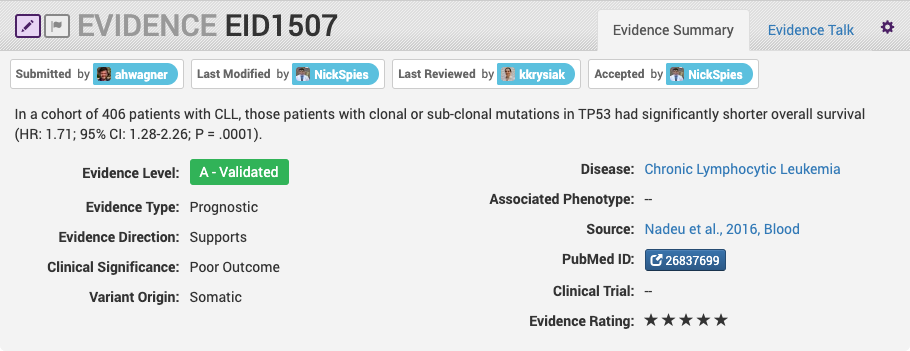 EVIDENCE EID1507
Evidence Summary
Evidence Talk
Submitted by ahwagner
Last Modified by NickSpies
Last Reviewed by kkrysiak
Accepted by NickSpies
In a cohort of 406 patients with CLL, those patients with clonal or sub-clonal mutations in TP53 had significantly shorter overall survival
(HR: 1.71; 95% CI: 1.28-2.26; P = .0001).
Evidence Level: A - Validated
Evidence Type: Prognostic
Evidence Direction: Supports
Clinical Significance: Poor Outcome
Variant Origin: Somatic
Disease: Chronic Lymphocytic Leukemia
Associated Phenotype: --
Source: Nadeu et al., 2016, Blood
PubMed ID: 26837699
Clinical Trial: --
Evidence Rating: ★★★★★